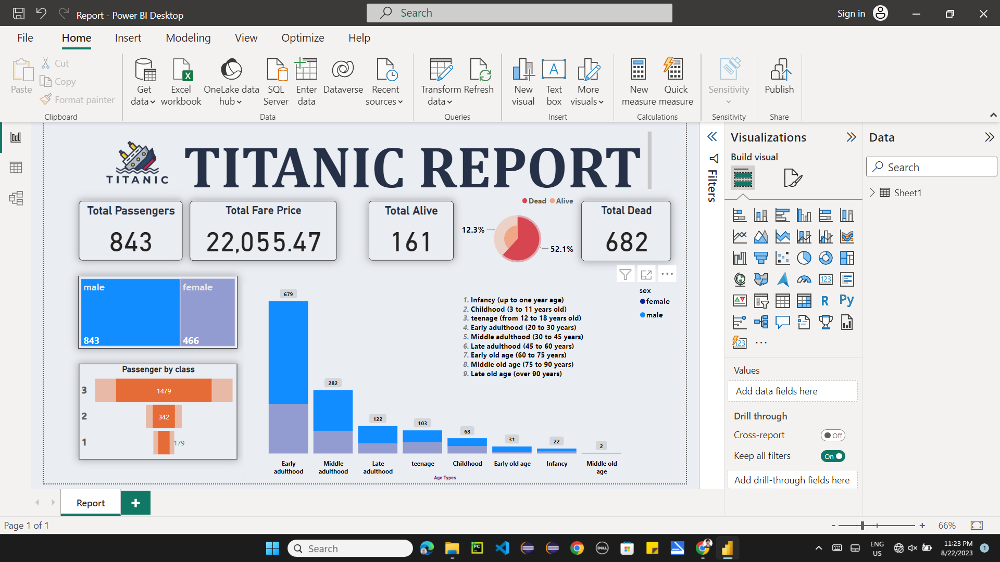 Report - Power BI Desktop
Search
Sign in
File
Home
Insert
Modeling
View
Optimize
Help
Paste
Cut
Copy
Format painter
Clipboard
Get data
Excel workbook
OneLake data hub
SQL Server
Enter data
Dataverse
Recent sources
Data
Transform data
Refresh
Queries
New visual
Text box
More visuals
Insert
New measure
Quick measure
Calculations
Sensitivity
Sensitivity
Publish
Share
TITANIC
TITANIC REPORT
Total Passengers
843
Total Fare Price
22,055.47
Total Alive
161
Dead
Alive
12.3%
52.1%
Total Dead
682
male
843
female
466
Passenger by class
3
1479
2
342
1
179
679
282
122
103
68
31
22
2
Early adulthood
Middle adulthood
Late adulthood
teenage
Childhood
Early old age
Infancy
Middle old age
Age Types
1. Infancy (up to one year age)
2. Childhood (3 to 11 years old)
3. teenage (from 12 to 18 years old)
4. Early adulthood (20 to 30 years)
5. Middle adulthood (30 to 45 years)
6. Late adulthood (45 to 60 years)
7. Early old age (60 to 75 years)
8. Middle old age (75 to 90 years)
9. Late old age (over 90 years)
sex
female
male
Filters
Visualizations
Build visual
123
R
Py
123
Values
Add data fields here
Drill through
Cross-report
Off
Keep all filters
On
Add drill-through fields here
Data
Search
Sheet1
Report
Page 1 of 1
66%
Search
PC
DELL
ENG
US
11:23 PM
8/22/2023
1